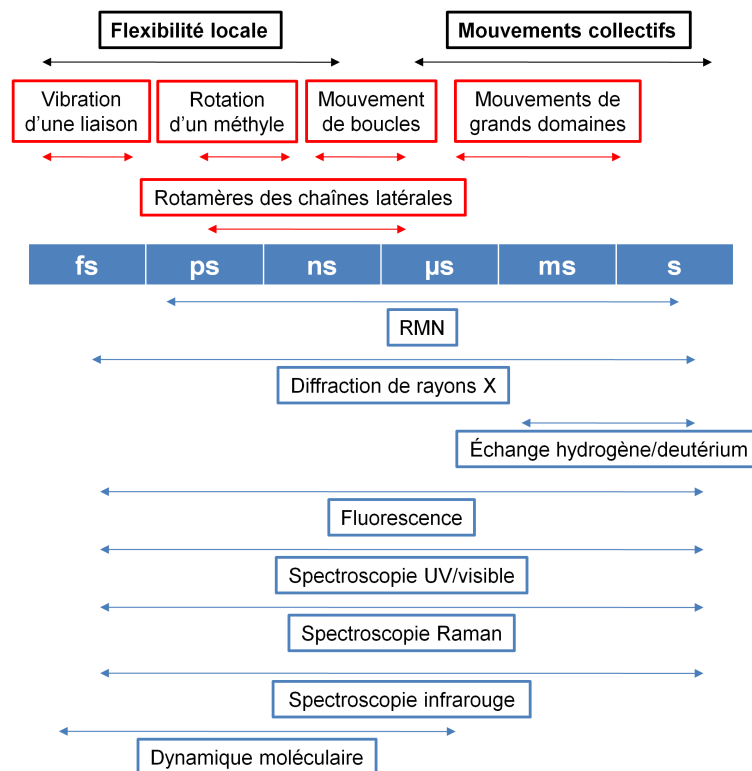 Flexibilité locale
Mouvements collectifs
Vibration
d’une liaison
Rotation
d’un méthyle
Mouvement
de boucles
Mouvements de
grands domaines
Rotamères des chaînes latérales
fs ps ns µs ms s
RMN
Diffraction de rayons X
Échange hydrogène/deutérium
Fluorescence
Spectroscopie UV/visible
Spectroscopie Raman
Spectroscopie infrarouge
Dynamique moléculaire